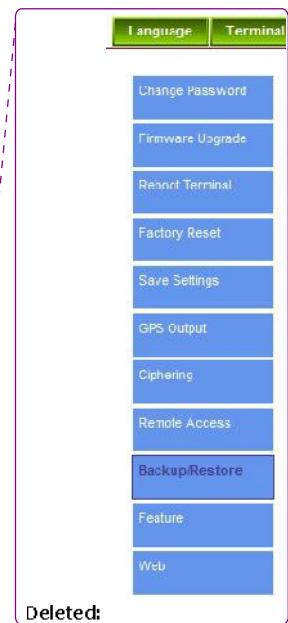 Language Terminal
Change Password
Firmware Upgrade
Reboot Terminal
Factory Reset
Save Settings
GPS Output
Ciphering
Remote Access
Backup/Restore
Feature
Web
Deleted: